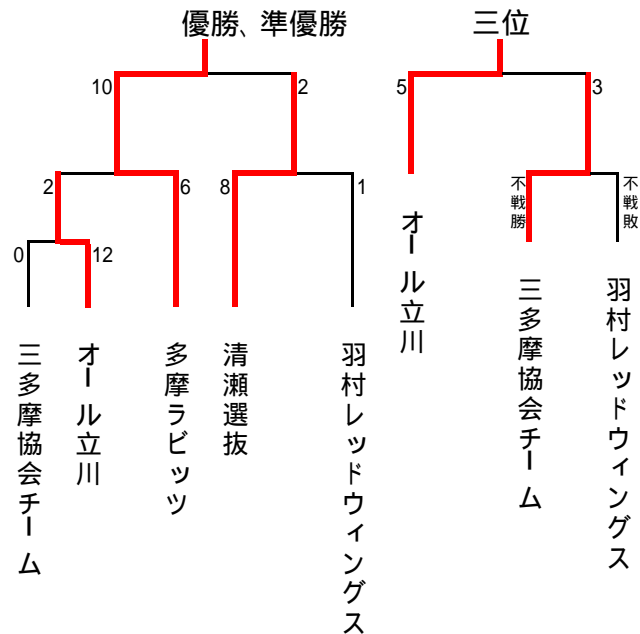 優勝、準優勝
三位
10
2
5
3
2
6
8
1
不戦勝
不戦敗
0
12
三多摩協会チーム
オール立川
多摩ラビッツ
清瀬選抜
羽村レッドウィングス
オール立川
三多摩協会チーム
羽村レッドウィングス